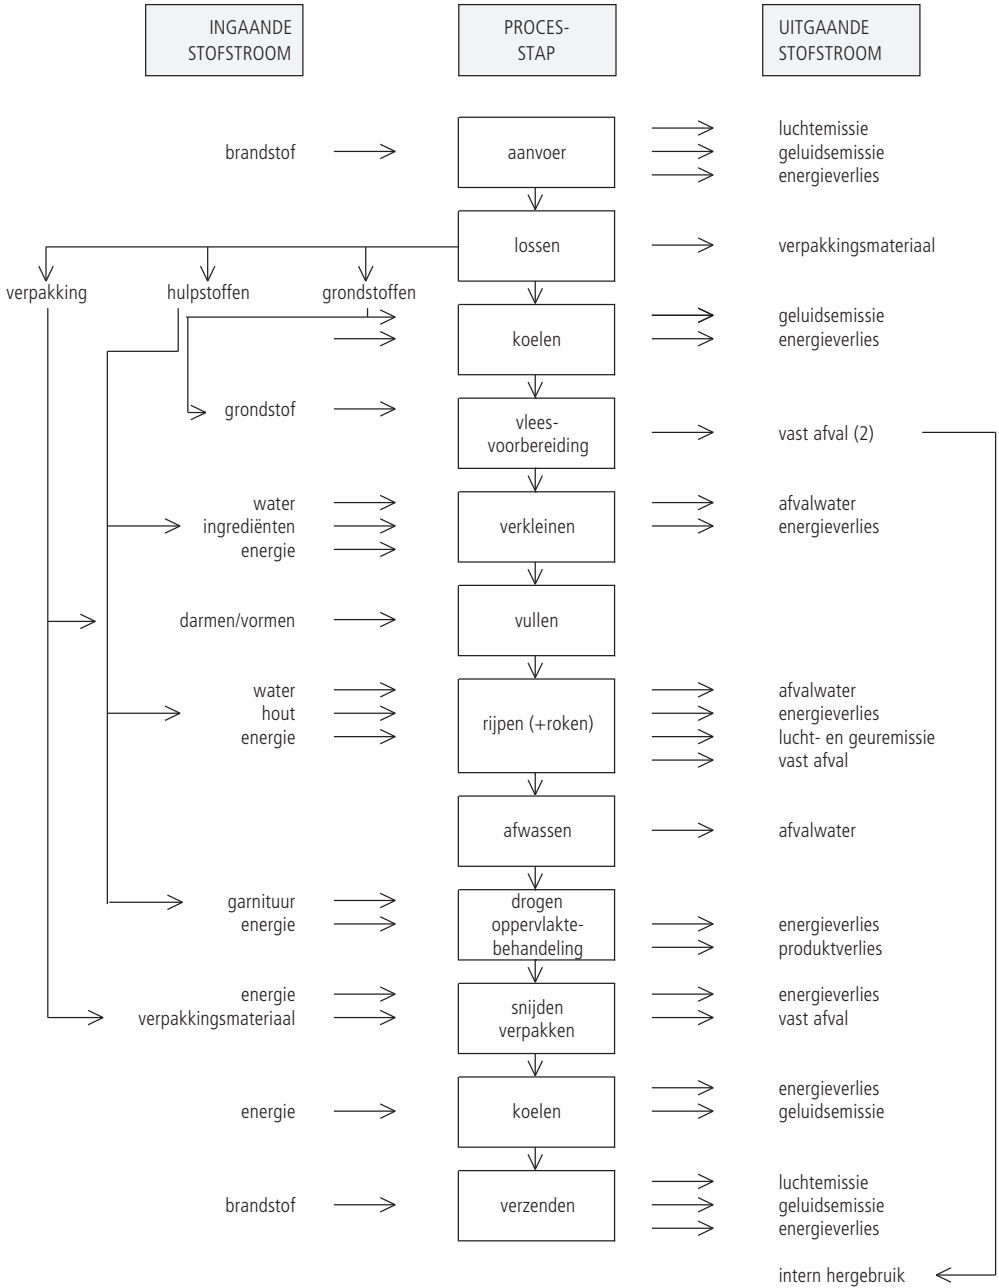 INGAANDE
STOFSTROOM
PROCES-
STAP
UITGAANDE
STOFSTROOM
brandstof
aanvoer
luchtemissie
geluidsemissie
energieverlies
lossen
verpakkingsmateriaal
verpakking
hulpstoffen
grondstoffen
koelen
geluidsemissie
energieverlies
grondstof
vlees-
voorbereiding
vast afval (2)
water
ingrediënten
energie
verkleinen
afvalwater
energieverlies
darmen/vormen
vullen
water
hout
energie
rijpen (+roken)
afvalwater
energieverlies
lucht- en geuremissie
vast afval
afwassen
afvalwater
garnituur
energie
drogen
oppervlakte-
behandeling
energieverlies
produktverlies
energie
verpakkingsmateriaal
snijden
verpakken
energieverlies
vast afval
energie
koelen
energieverlies
geluidsemissie
brandstof
verzenden
luchtemissie
geluidsemissie
energieverlies
intern hergebruik